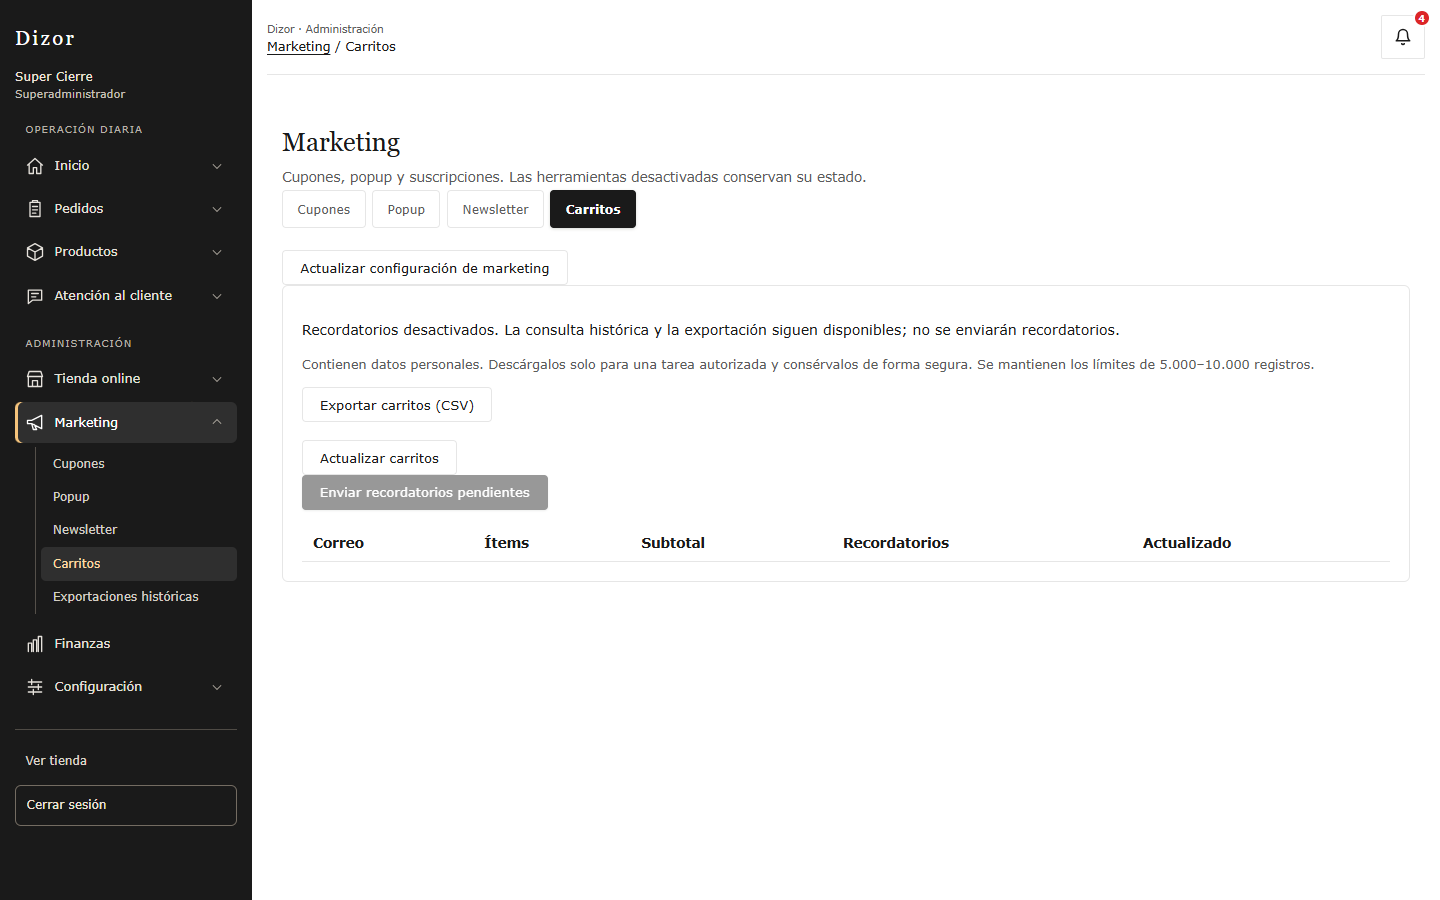 Dizor
Super Cierre
Superadministrador
OPERACIÓN DIARIA
Inicio
Pedidos
Productos
Atención al cliente
ADMINISTRACIÓN
Tienda online
Marketing
Cupones
Popup
Newsletter
Carritos
Exportaciones históricas
Finanzas
Configuración
Ver tienda
Cerrar sesión
Dizor · Administración
Marketing / Carritos
4
Marketing
Cupones, popup y suscripciones. Las herramientas desactivadas conservan su estado.
Cupones Popup Newsletter Carritos
Actualizar configuración de marketing
Recordatorios desactivados. La consulta histórica y la exportación siguen disponibles; no se enviarán recordatorios.
Contienen datos personales. Descárgalos solo para una tarea autorizada y consérvalos de forma segura. Se mantienen los límites de 5.000–10.000 registros.
Exportar carritos (CSV)
Actualizar carritos
Enviar recordatorios pendientes
Correo Ítems Subtotal Recordatorios Actualizado